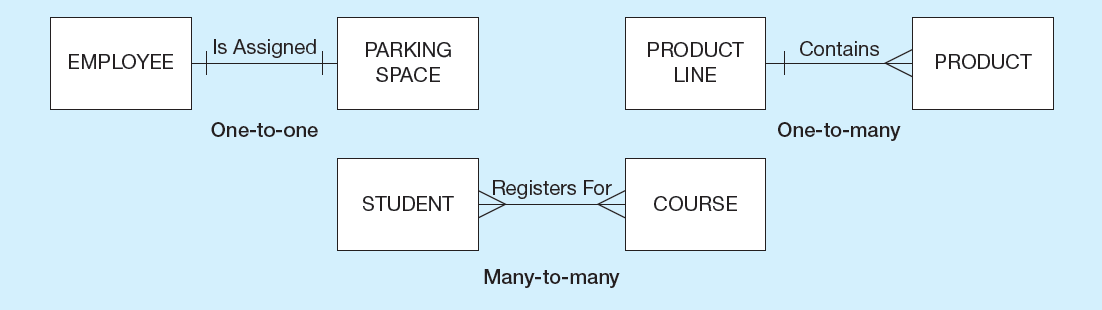 EMPLOYEE
Is Assigned
PARKING
SPACE
One-to-one
PRODUCT
LINE
Contains
PRODUCT
One-to-many
STUDENT
Registers For
COURSE
Many-to-many